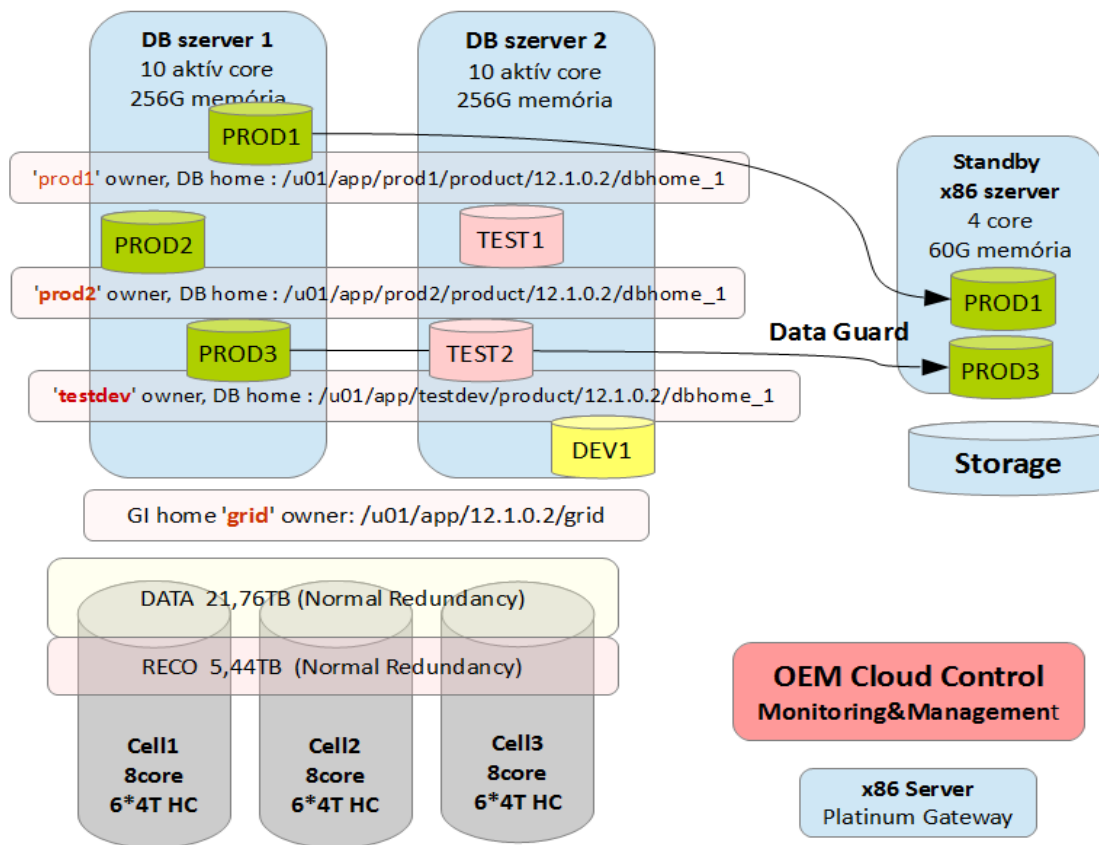 DB szerver 1
10 aktív core
256G memória
DB szerver 2
10 aktív core
256G memória
PROD1
'prod1' owner, DB home : /u01/app/prod1/product/12.1.0.2/dbhome_1
PROD2
TEST1
'prod2' owner, DB home : /u01/app/prod2/product/12.1.0.2/dbhome_1
PROD3
TEST2
'testdev' owner, DB home : /u01/app/testdev/product/12.1.0.2/dbhome_1
DEV1
Standby
x86 szerver
4 core
60G memória
PROD1
Data Guard
PROD3
Storage
GI home 'grid' owner: /u01/app/12.1.0.2/grid
DATA 21,76TB (Normal Redundancy)
RECO 5,44TB (Normal Redundancy)
Cell1
8core
6*4T HC
Cell2
8core
6*4T HC
Cell3
8core
6*4T HC
OEM Cloud Control
Monitoring&Management
x86 Server
Platinum Gateway